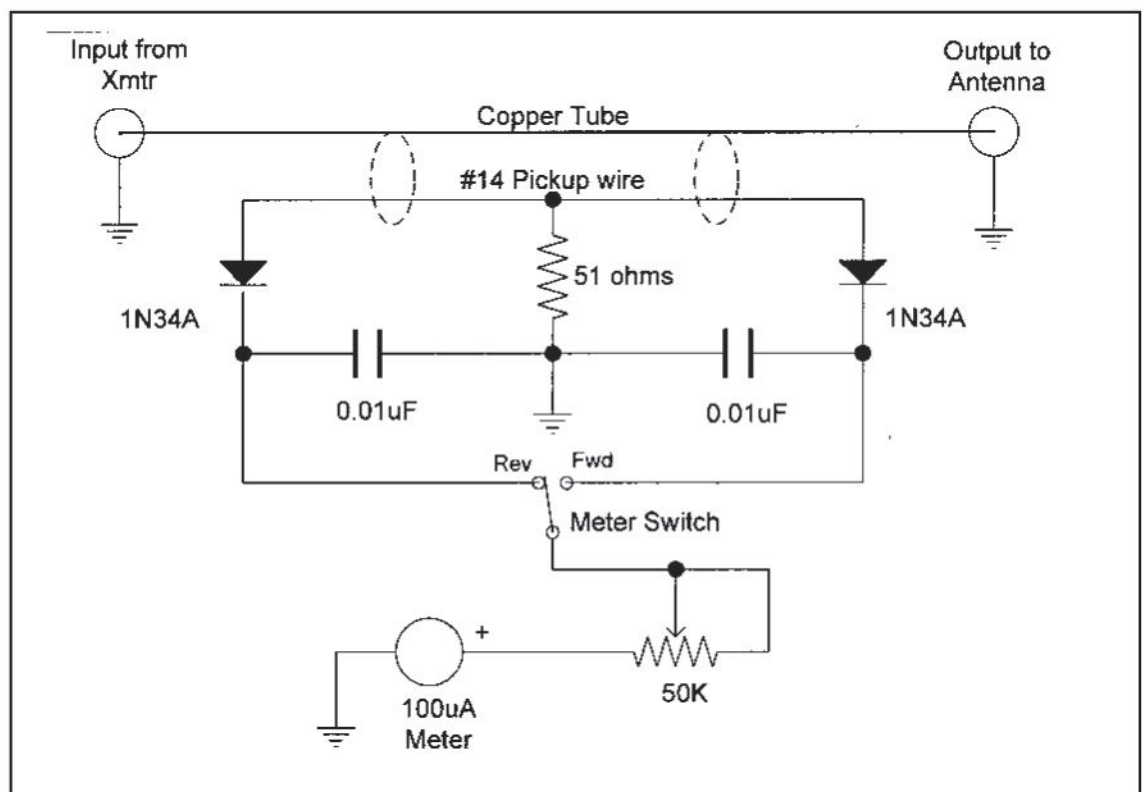 Input from
Xmtr
Output to
Antenna
Copper Tube
#14 Pickup wire
51 ohms
1N34A
1N34A
0.01uF
0.01uF
Rev
Fwd
Meter Switch
+
50K
100uA
Meter